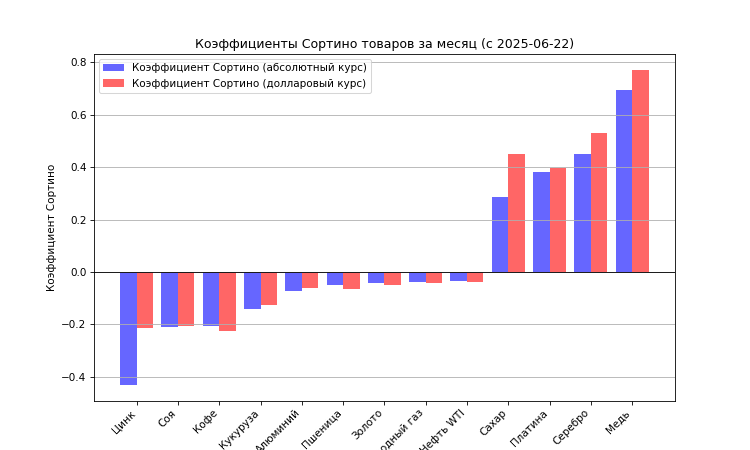 Коэффициенты Сортино товаров за месяц (с 2025-06-22)
Коэффициент Сортино (абсолютный курс)
Коэффициент Сортино (долларовый курс)
Коэффициент Сортино
0.8
0.6
0.4
0.2
0.0
−0.2
−0.4
Цинк
Соя
Кофе
Кукуруза
Алюминий
Пшеница
Золото
одный газ
Нефть WTI
Сахар
Платина
Серебро
Медь